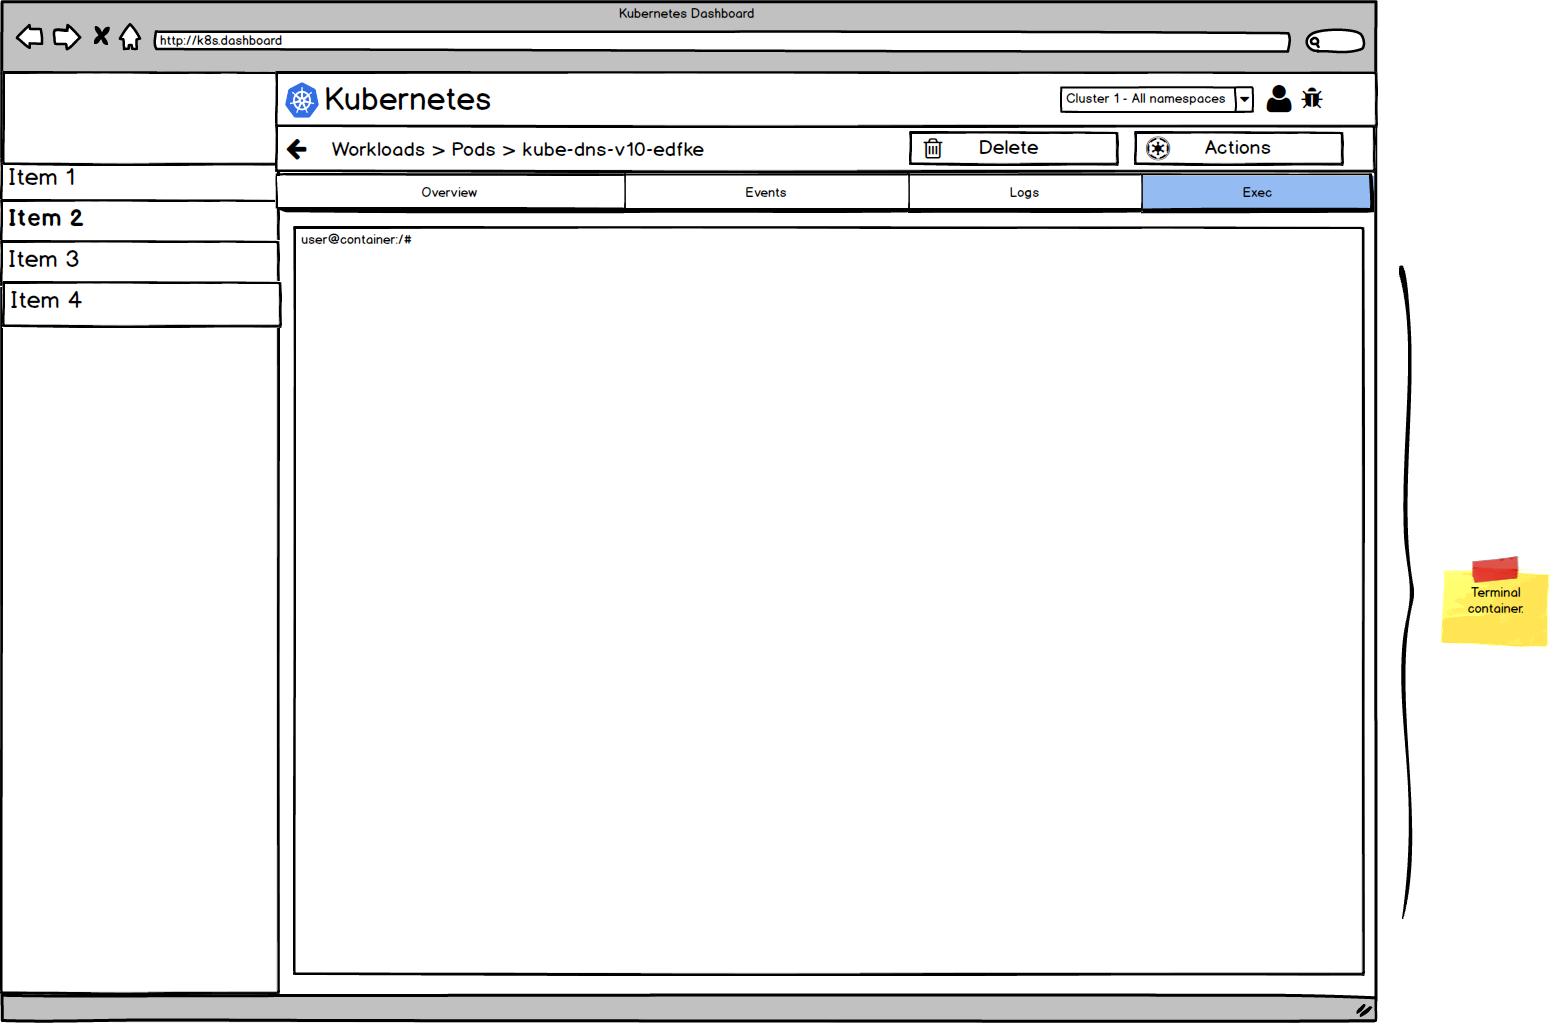 Kubernetes Dashboard
http://k8s.dashboard
Kubernetes
Cluster 1 - All namespaces
Workloads > Pods > kube-dns-v10-edfke
Delete
Actions
Overview
Events
Logs
Exec
Item 1
Item 2
Item 3
Item 4
user@container:/#
Terminal
container.